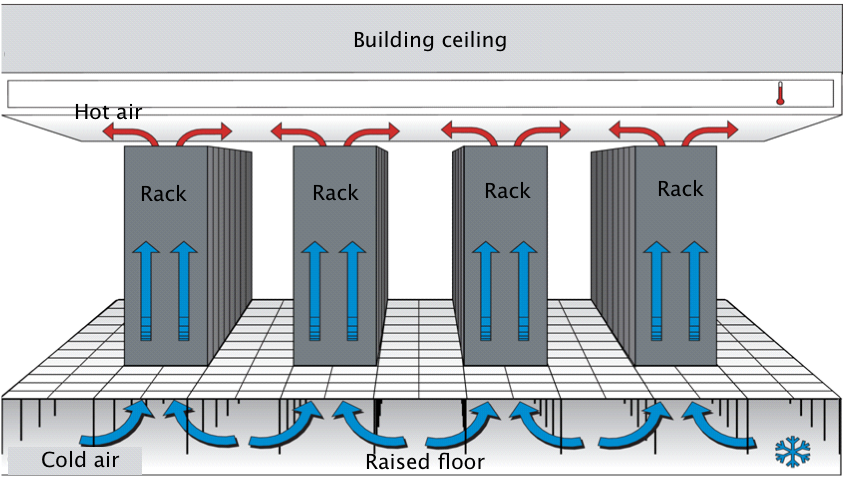 Building ceiling
Hot air
Rack
Rack
Rack
Rack
Cold air
Raised floor